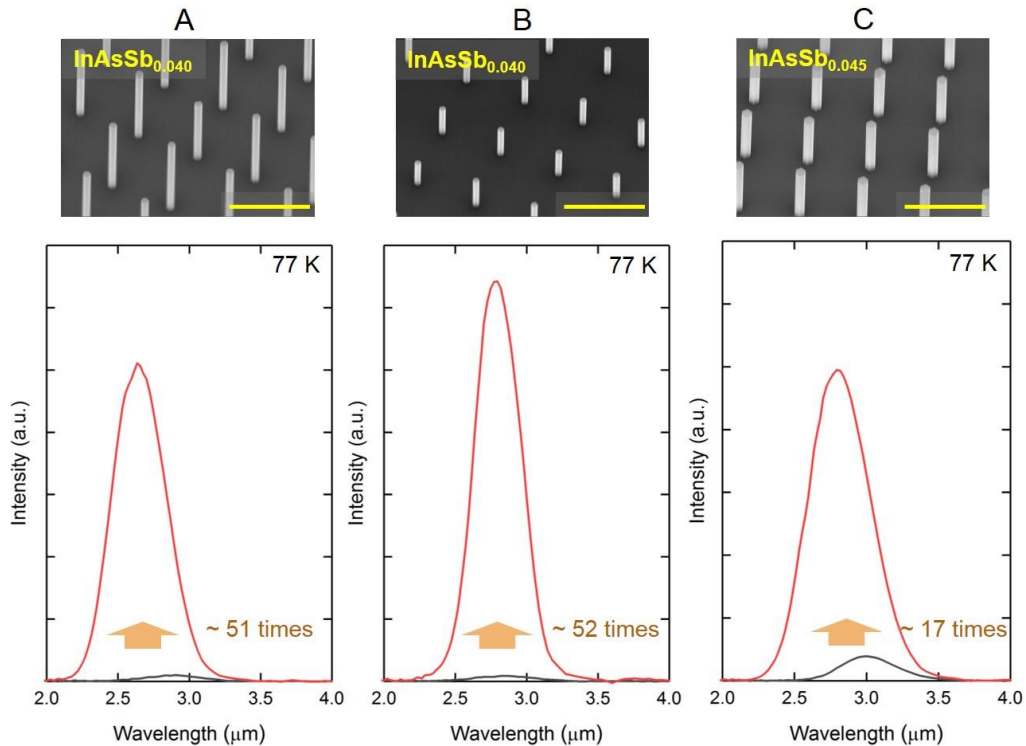 A
B
C
InAsSb0.040
InAsSb0.040
InAsSb0.045
77 K
77 K
77 K
Intensity (a.u.)
Intensity (a.u.)
Intensity (a.u.)
~ 51 times
~ 52 times
~ 17 times
2.0 2.5 3.0 3.5 4.0
2.0 2.5 3.0 3.5 4.0
2.0 2.5 3.0 3.5 4.0
Wavelength (μm)
Wavelength (μm)
Wavelength (μm)